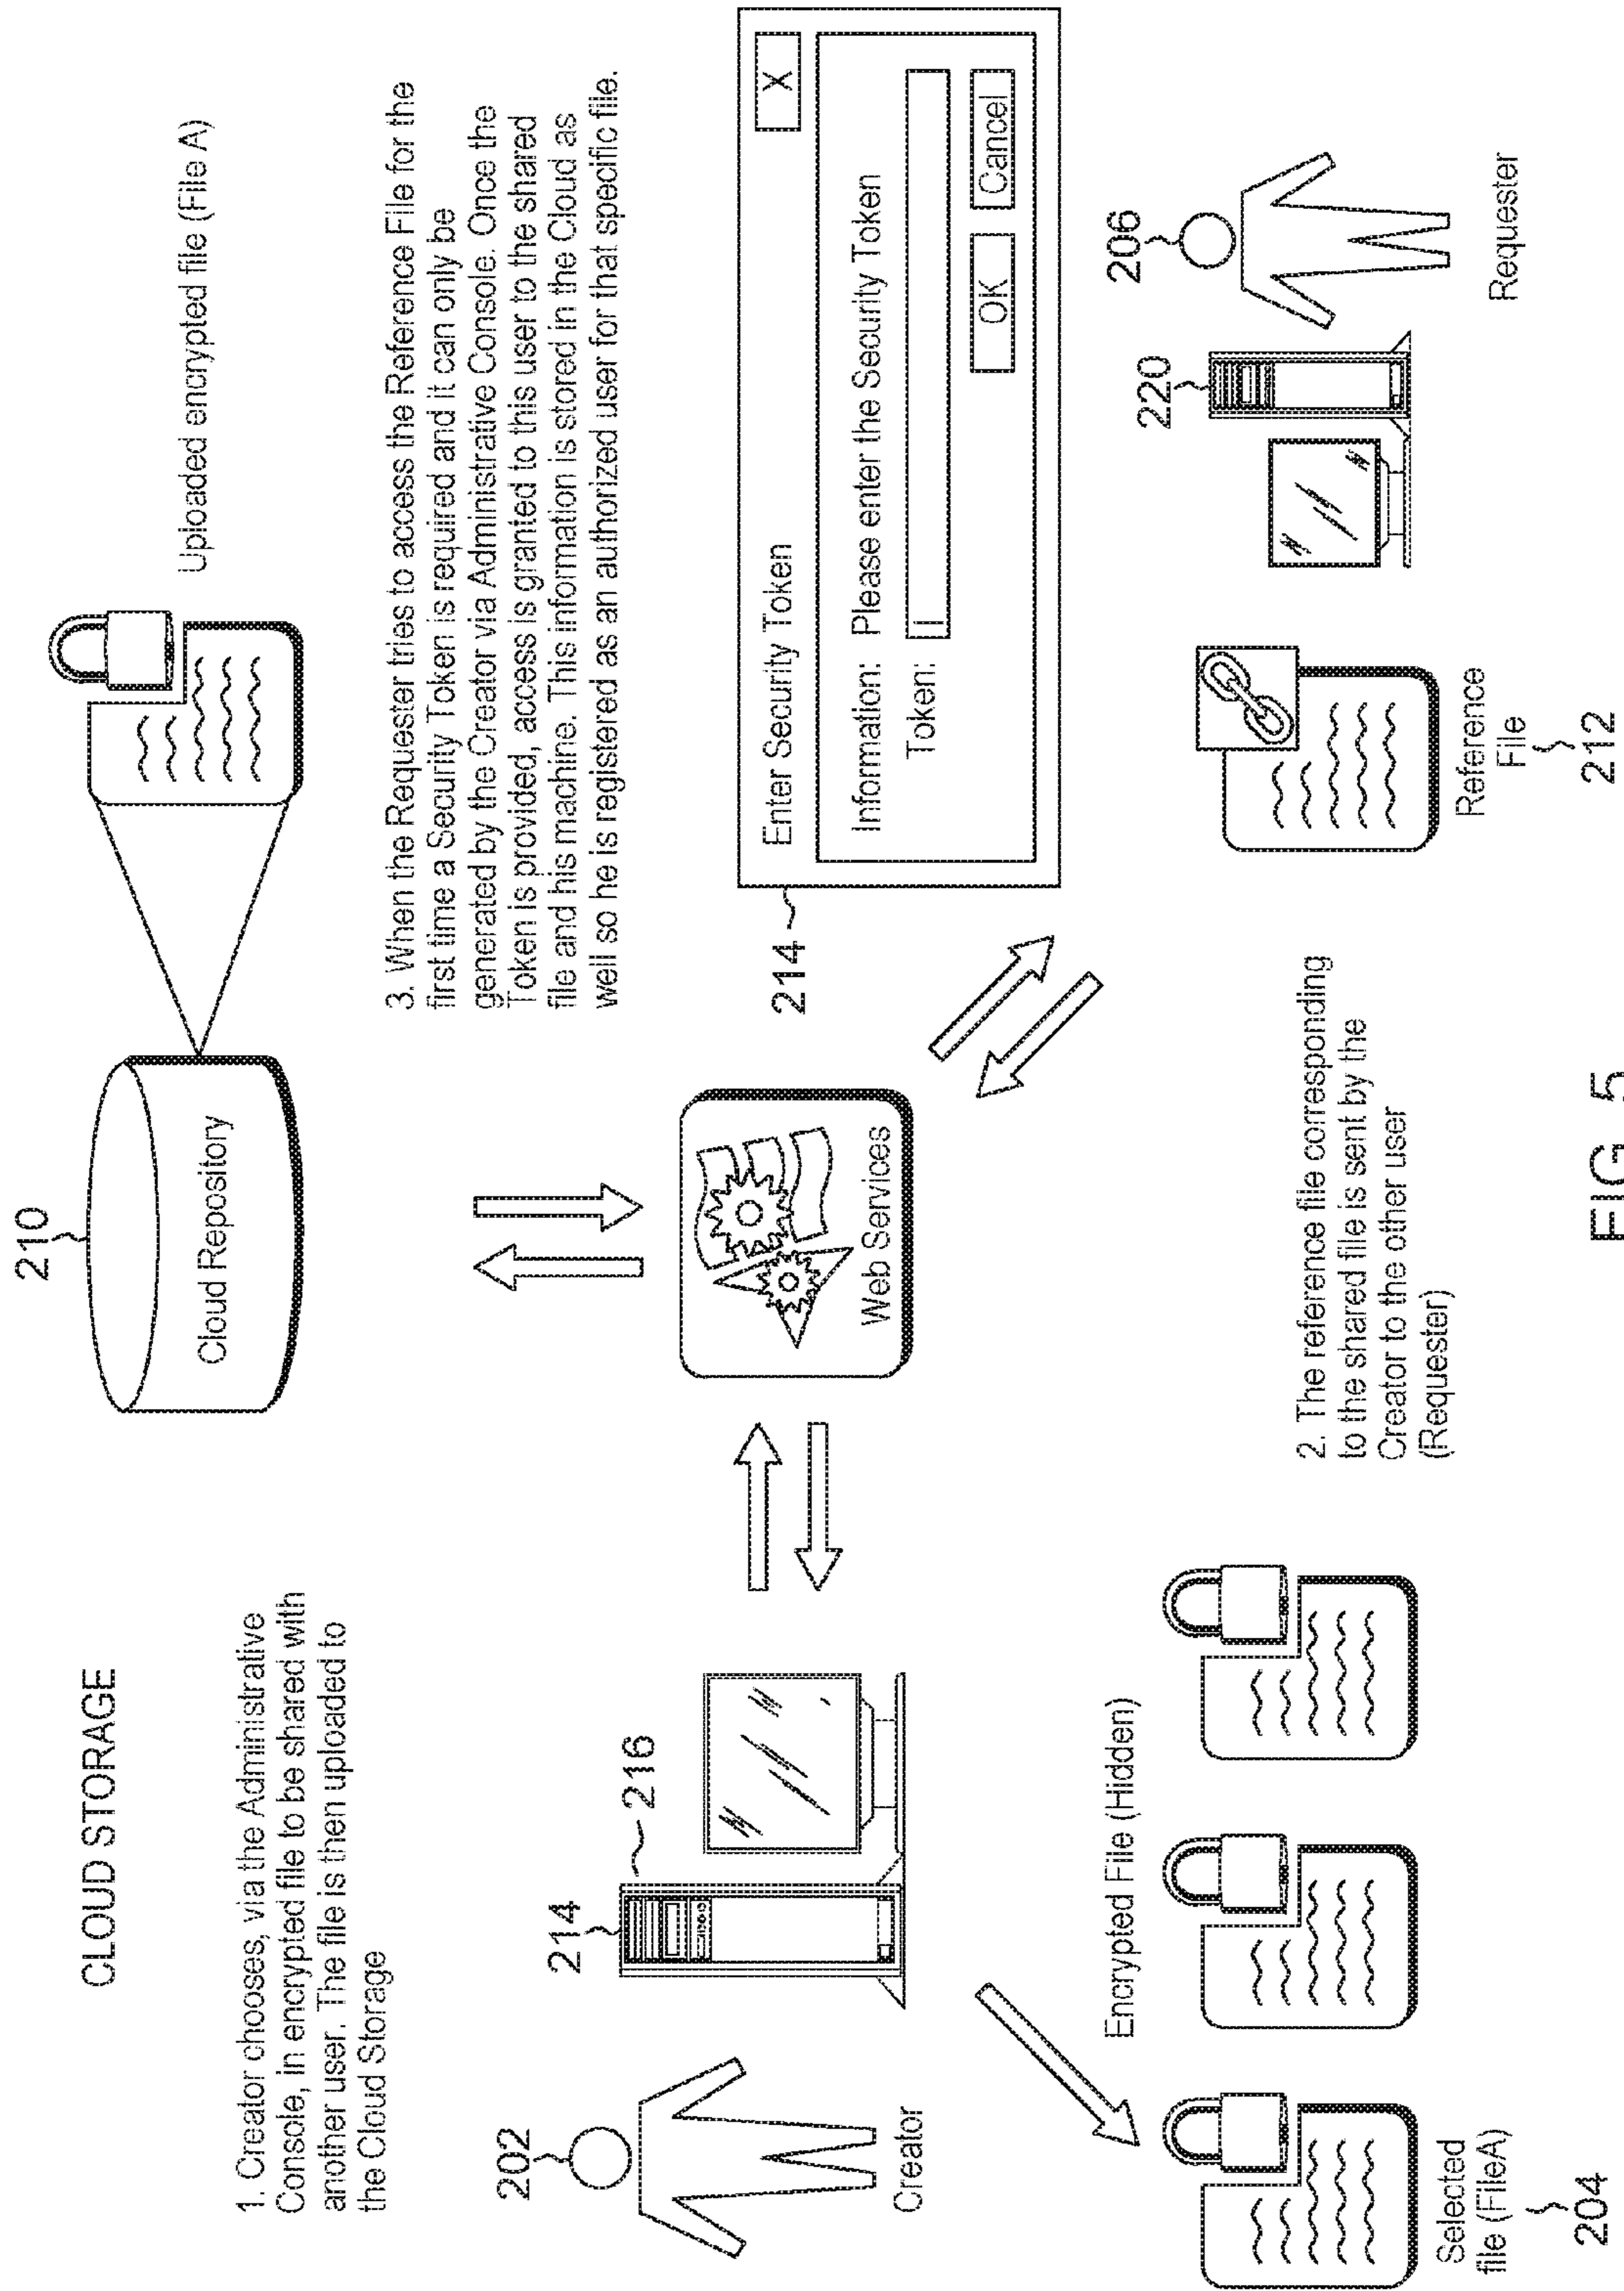 CLOUD STORAGE
1. Creator chooses, via the Administrative
Console, in encrypted file to be shared with
another user. The file is then uploaded to
the Cloud Storage
210
Cloud Repository
Uploaded encrypted file (File A)
3. When the Requester tries to access the Reference File for the
first time a Security Token is required and it can only be
generated by the Creator via Administrative Console. Once the
Token is provided, access is granted to this user to the shared
file and his machine. This information is stored in the Cloud as
well so he is registered as an authorized user for that specific file.
202
Creator
214
216
Web Services
214
Enter Security Token
X
Information: Please enter the Security Token
Token:
OK
Cancel
Encrypted File (Hidden)
Selected
file (FileA)
204
2. The reference file corresponding
to the shared file is sent by the
Creator to the other user
(Requester)
Reference
File
212
220
206
Requester
FIG. 5